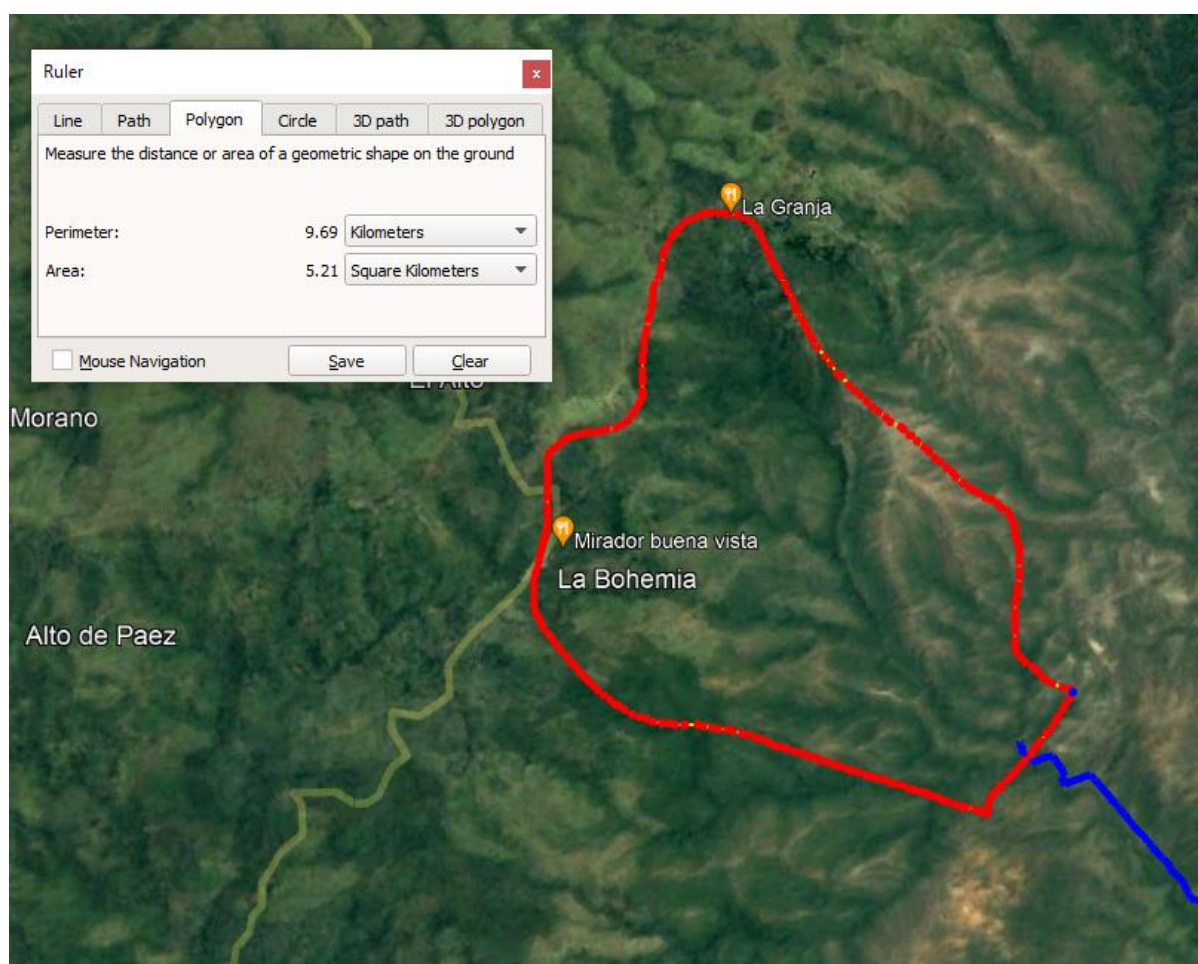 Ruler
x
Line Path Polygon Circle 3D path 3D polygon
Measure the distance or area of a geometric shape on the ground
Perimeter: 9.69 Kilometers
Area: 5.21 Square Kilometers
Mouse Navigation Save Clear
La Granja
El Alto
Morano
Mirador buena vista
La Bohemia
Alto de Paez